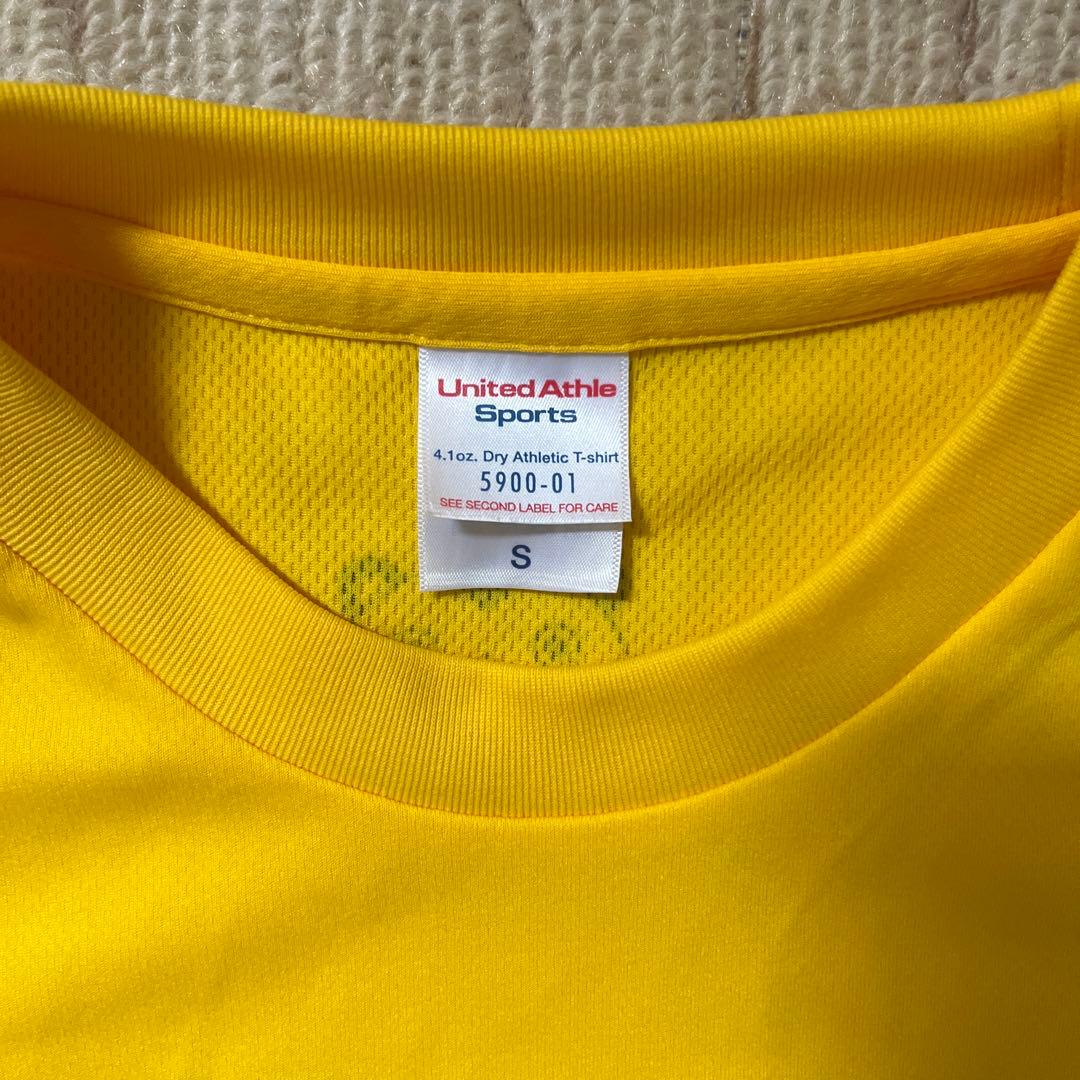 United Athle
Sports
4.1oz. Dry Athletic T-shirt
5900-01
SEE SECOND LABEL FOR CARE
S